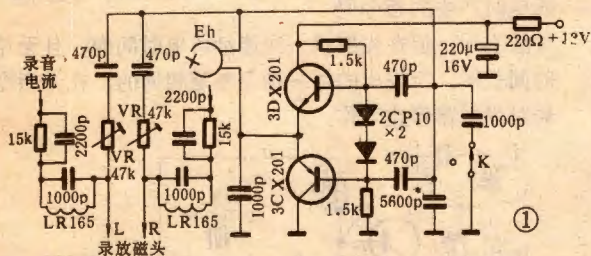 Eh
220Ω +12V
录音
电流
470p
470p
1.5k
220μ
16V
3DX201
470p
2200p
VR
47k
2CP10
×2
1000p
15k
2200p
VR
47k
15k
1000p
3CX201
470p
K
1000p
1000p
1.5k
5600p*
LR165
LR165
L
R
录放磁头
①